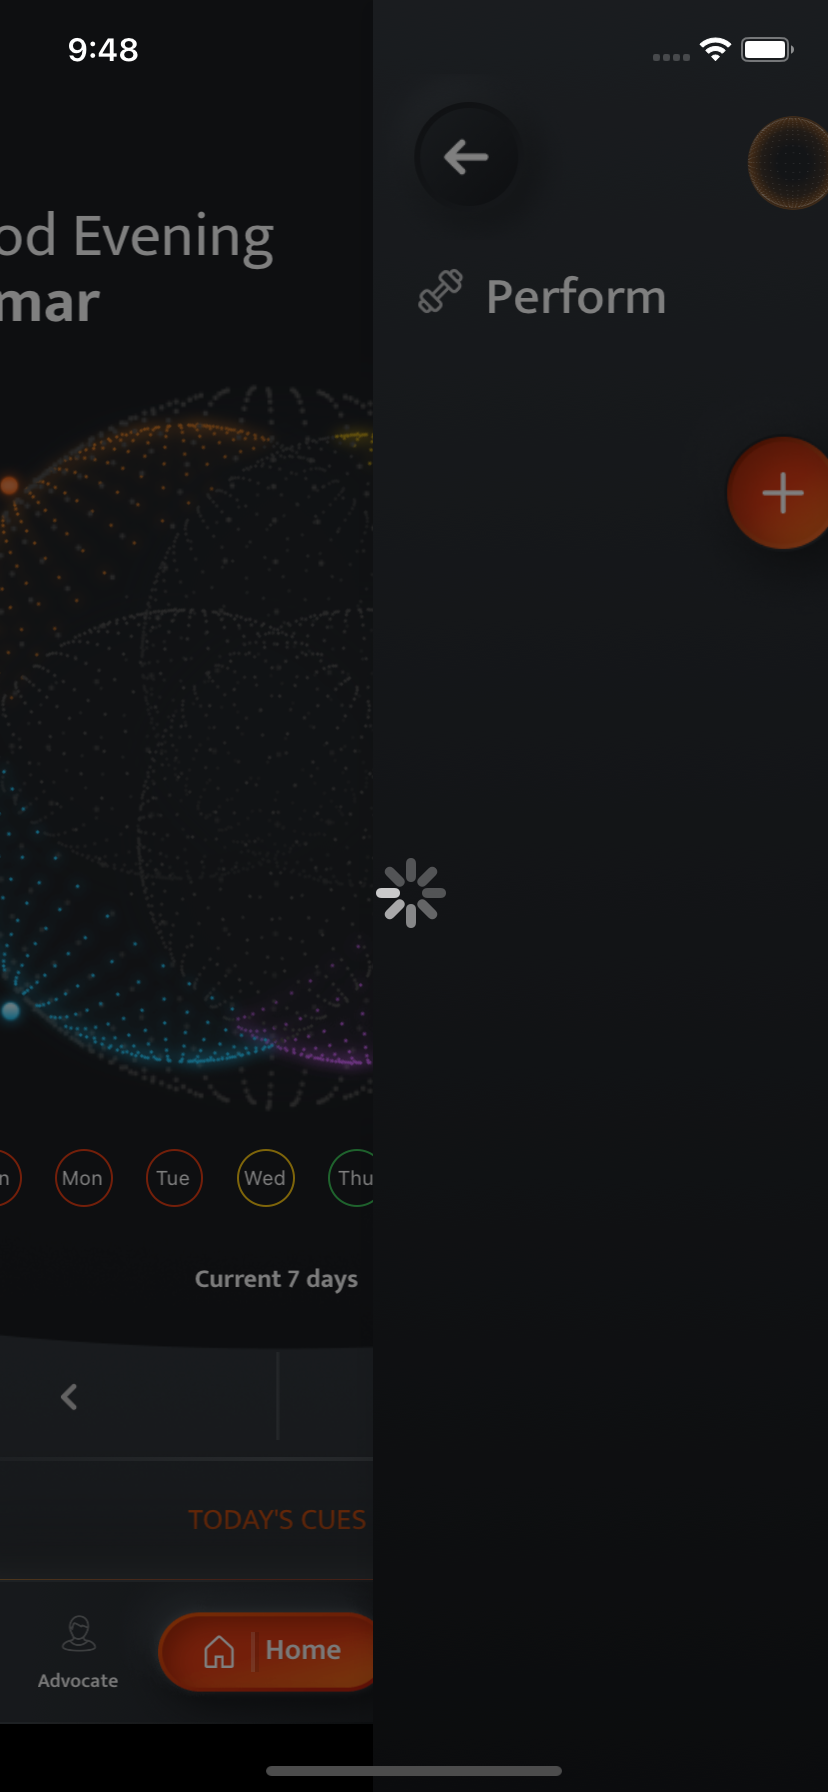 9:48
od Evening
mar
Perform
n
Mon
Tue
Wed
Thu
Current 7 days
TODAY'S CUES
Advocate
Home